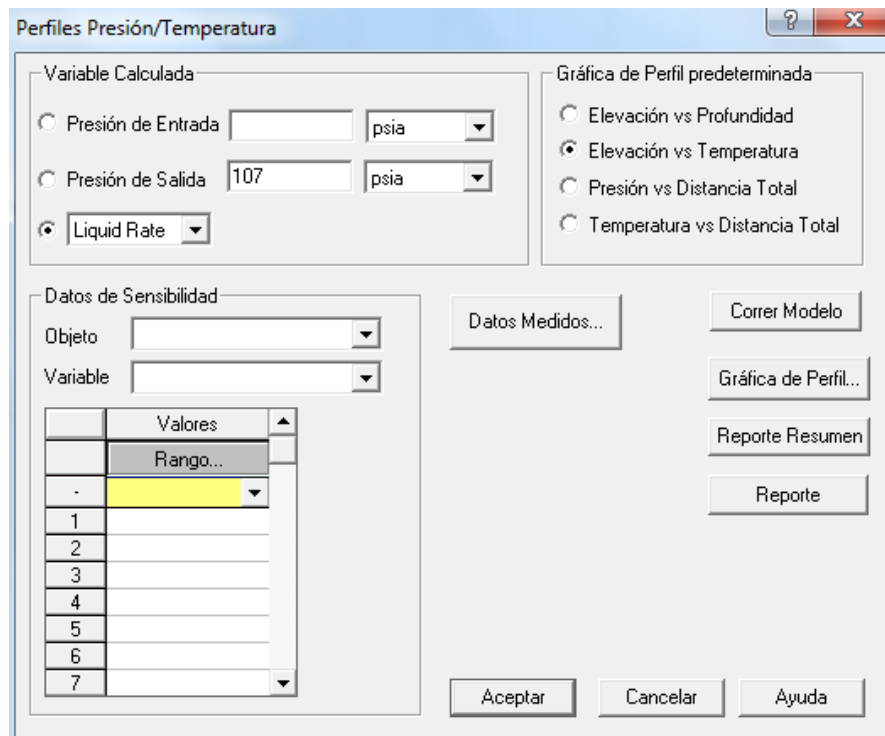 Perfiles Presión/Temperatura
?
Variable Calculada
Presión de Entrada
psia
Presión de Salida
107
psia
Liquid Rate
Gráfica de Perfil predeterminada
Elevación vs Profundidad
Elevación vs Temperatura
Presión vs Distancia Total
Temperatura vs Distancia Total
Datos de Sensibilidad
Objeto
Variable
Valores
Rango...
-
1
2
3
4
5
6
7
Datos Medidos...
Correr Modelo
Gráfica de Perfil...
Reporte Resumen
Reporte
Aceptar
Cancelar
Ayuda